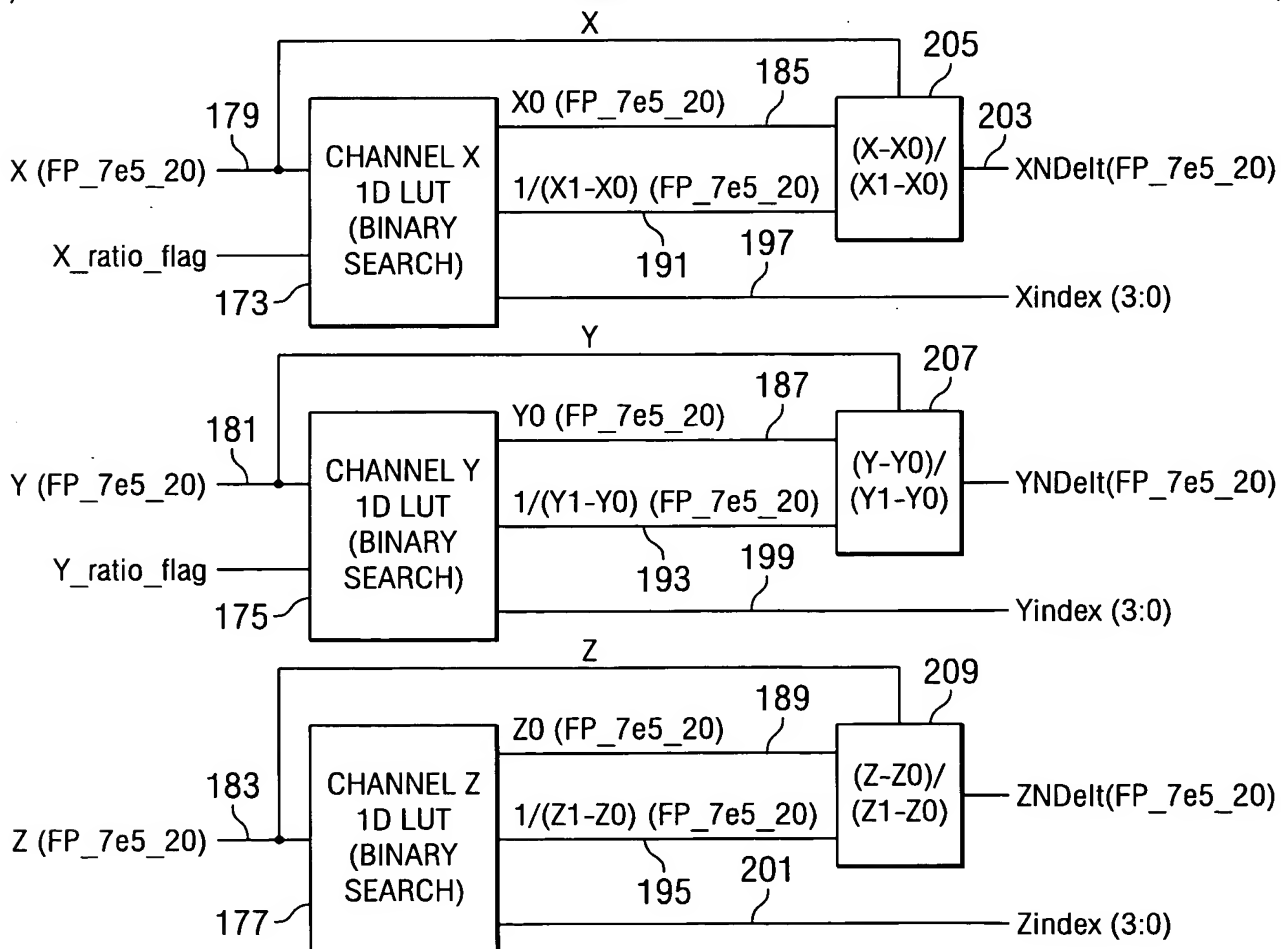 X
205
179
X0 (FP_7e5_20)
185
203
X (FP_7e5_20)
CHANNEL X
1D LUT
(BINARY
SEARCH)
(X-X0)/
(X1-X0)
XNDelt(FP_7e5_20)
1/(X1-X0) (FP_7e5_20)
X_ratio_flag
191
197
173
Xindex (3:0)
Y
207
181
Y0 (FP_7e5_20)
187
Y (FP_7e5_20)
CHANNEL Y
1D LUT
(BINARY
SEARCH)
(Y-Y0)/
(Y1-Y0)
YNDelt(FP_7e5_20)
1/(Y1-Y0) (FP_7e5_20)
Y_ratio_flag
193
199
175
Yindex (3:0)
Z
209
183
Z0 (FP_7e5_20)
189
Z (FP_7e5_20)
CHANNEL Z
1D LUT
(BINARY
SEARCH)
(Z-Z0)/
(Z1-Z0)
ZNDelt(FP_7e5_20)
1/(Z1-Z0) (FP_7e5_20)
195
201
177
Zindex (3:0)